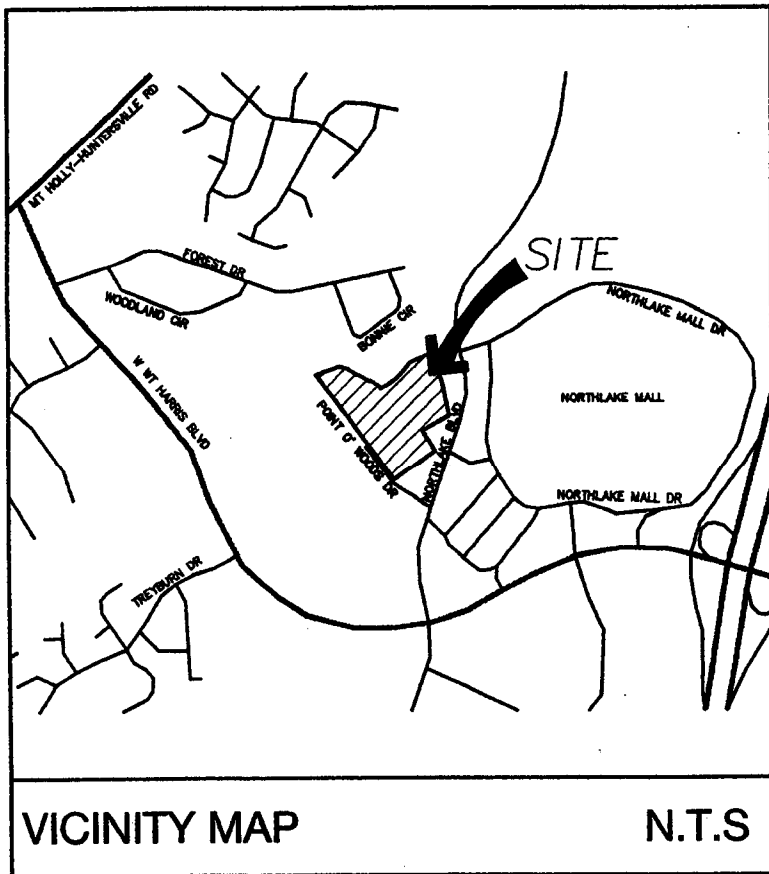 MT HOLLY-HUNTERSVILLE RD
SITE
FOREST DR
WOODLAND CIR
BONNIE CIR
NORTHLAKE MALL DR
W WT HARRIS BLVD
POINT O' WOODS DR
NORTHLAKE BLVD
NORTHLAKE MALL
NORTHLAKE MALL DR
TREYBURN DR
VICINITY MAP
N.T.S